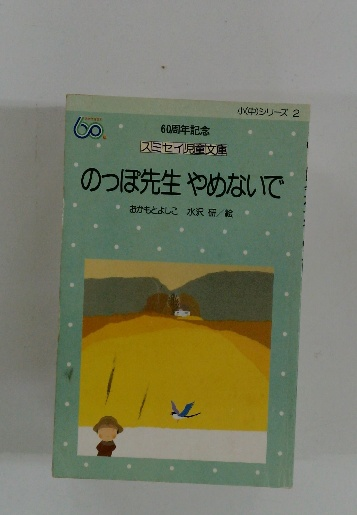 小(中)シリーズ 2
60
60周年記念
スミセイ児童文庫
のっぽ先生 やめないで
おかもとよしこ 水沢 研/絵